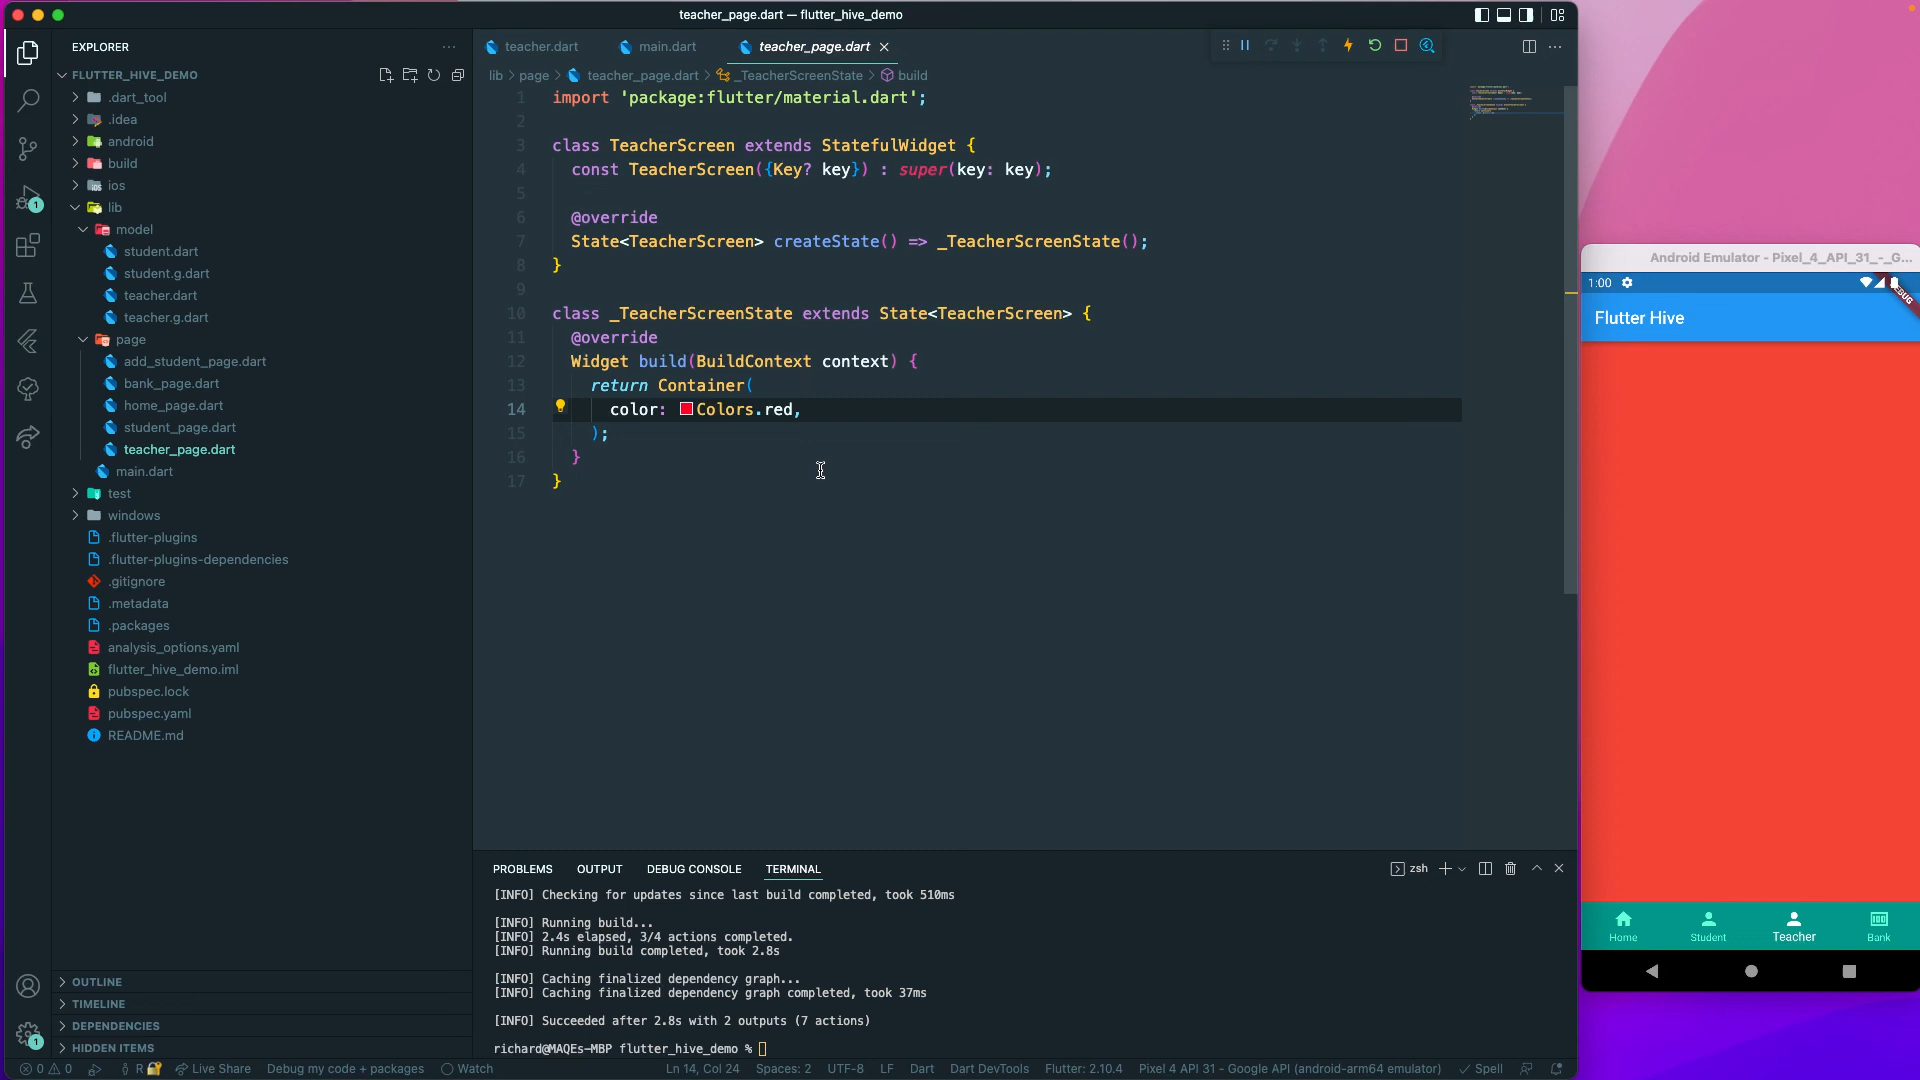 teacher_page.dart — flutter_hive_demo
EXPLORER
FLUTTER_HIVE_DEMO
.dart_tool
.idea
android
build
ios
lib
model
student.dart
student.g.dart
teacher.dart
teacher.g.dart
page
add_student_page.dart
bank_page.dart
home_page.dart
student_page.dart
teacher_page.dart
main.dart
test
windows
.flutter-plugins
.flutter-plugins-dependencies
.gitignore
.metadata
.packages
analysis_options.yaml
flutter_hive_demo.iml
pubspec.lock
pubspec.yaml
README.md
OUTLINE
TIMELINE
DEPENDENCIES
HIDDEN ITEMS
1
1
teacher.dart main.dart teacher_page.dart
lib > page > teacher_page.dart > _TeacherScreenState > build
1 import 'package:flutter/material.dart';
2
3 class TeacherScreen extends StatefulWidget {
4 const TeacherScreen({Key? key}) : super(key: key);
5
6 @override
7 State<TeacherScreen> createState() => _TeacherScreenState();
8 }
9
10 class _TeacherScreenState extends State<TeacherScreen> {
11 @override
12 Widget build(BuildContext context) {
13 return Container(
14 color: Colors.red,
15 );
16 }
17 }
PROBLEMS OUTPUT DEBUG CONSOLE TERMINAL
zsh
[INFO] Checking for updates since last build completed, took 510ms
[INFO] Running build...
[INFO] 2.4s elapsed, 3/4 actions completed.
[INFO] Running build completed, took 2.8s
[INFO] Caching finalized dependency graph...
[INFO] Caching finalized dependency graph completed, took 37ms
[INFO] Succeeded after 2.8s with 2 outputs (7 actions)
richard@MAQEs-MBP flutter_hive_demo %
0 0 R Live Share Debug my code + packages Watch Ln 14, Col 24 Spaces: 2 UTF-8 LF Dart Dart DevTools Flutter: 2.10.4 Pixel 4 API 31 - Google API (android-arm64 emulator) Spell
Android Emulator - Pixel_4_API_31_-_G...
1:00
Flutter Hive
Home Student Teacher Bank